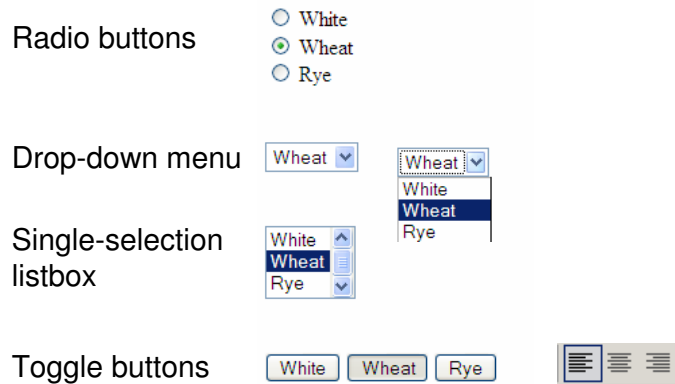 Radio buttons
White
Wheat
Rye
Drop-down menu
Wheat
Wheat
White
Wheat
Rye
Single-selection
listbox
White
Wheat
Rye
Toggle buttons
White
Wheat
Rye